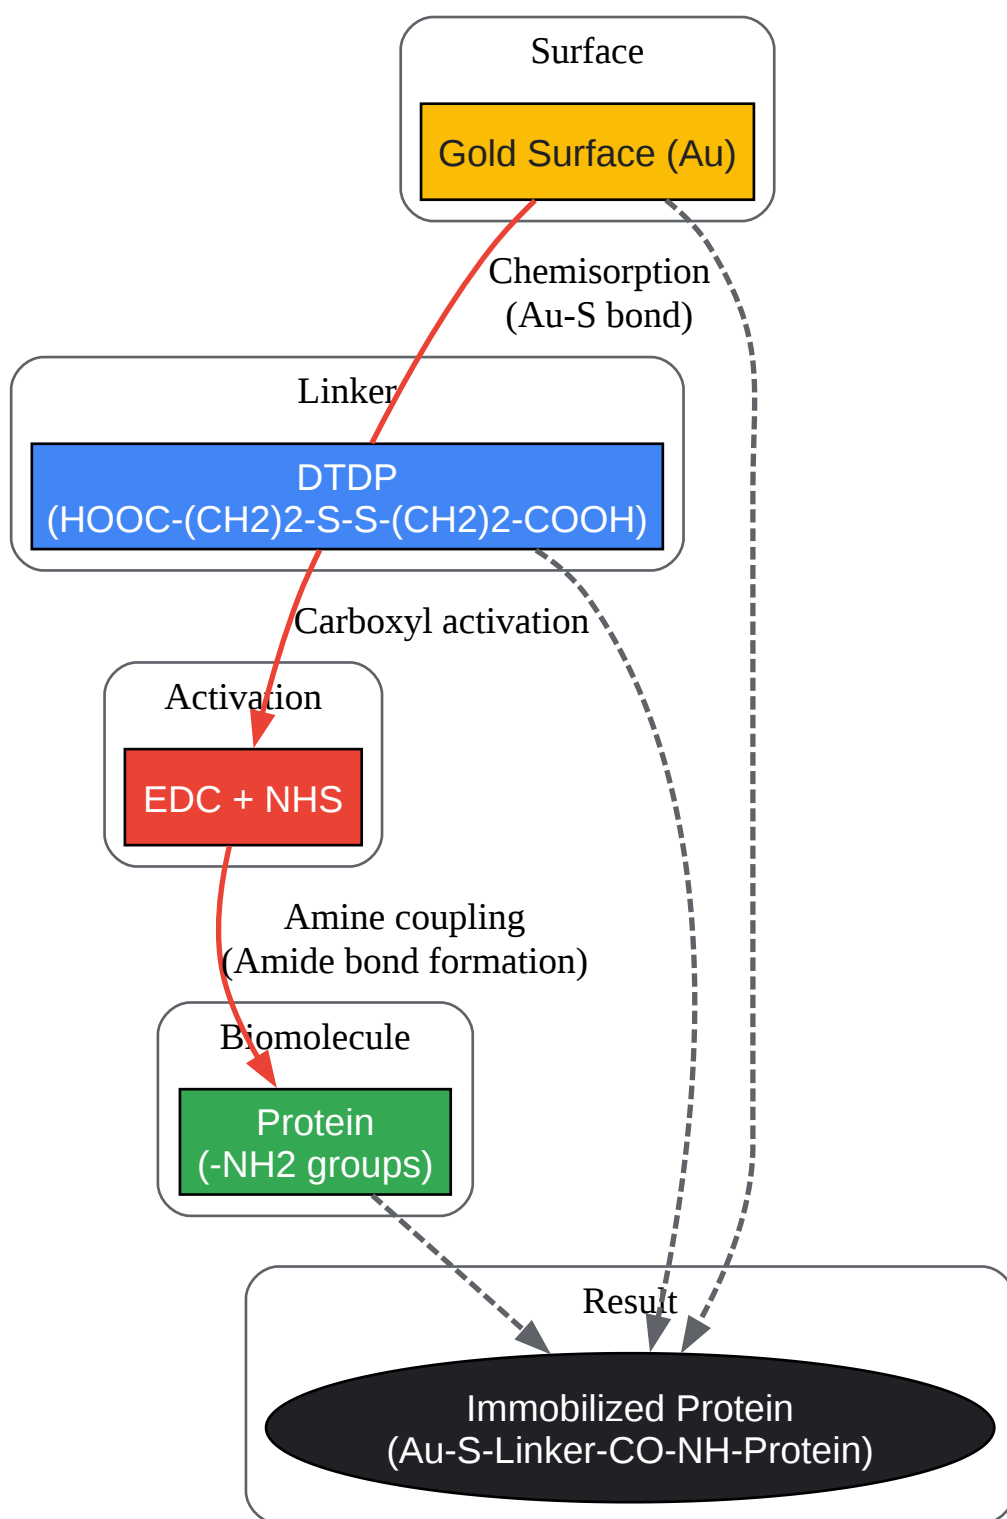 Surface
Gold Surface (Au)
Chemisorption
(Au-S bond)
Linker
DTDP
(HOOC-(CH2)2-S-S-(CH2)2-COOH)
Carboxyl activation
Activation
EDC + NHS
Amine coupling
(Amide bond formation)
Biomolecule
Protein
(-NH2 groups)
Result
Immobilized Protein
(Au-S-Linker-CO-NH-Protein)